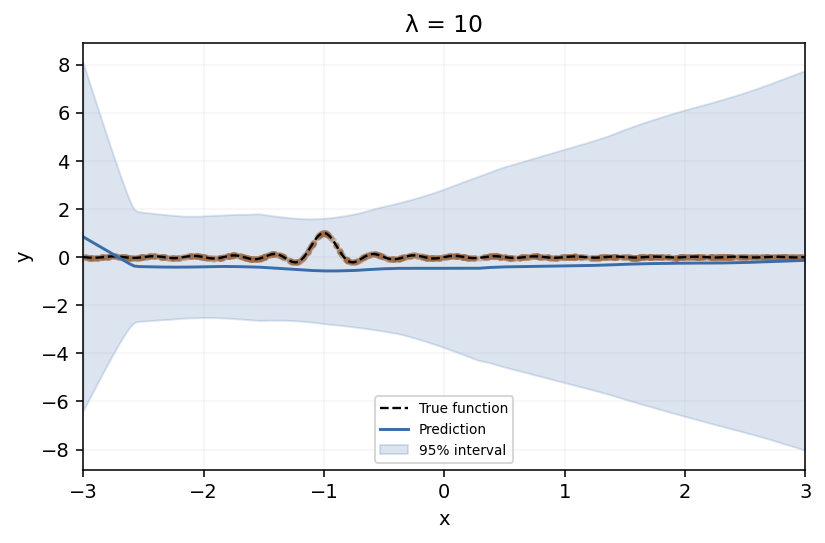 λ = 10
8
6
4
2
0
−2
−4
−6
−8
y
True function
Prediction
95% interval
−3 −2 −1 0 1 2 3
x